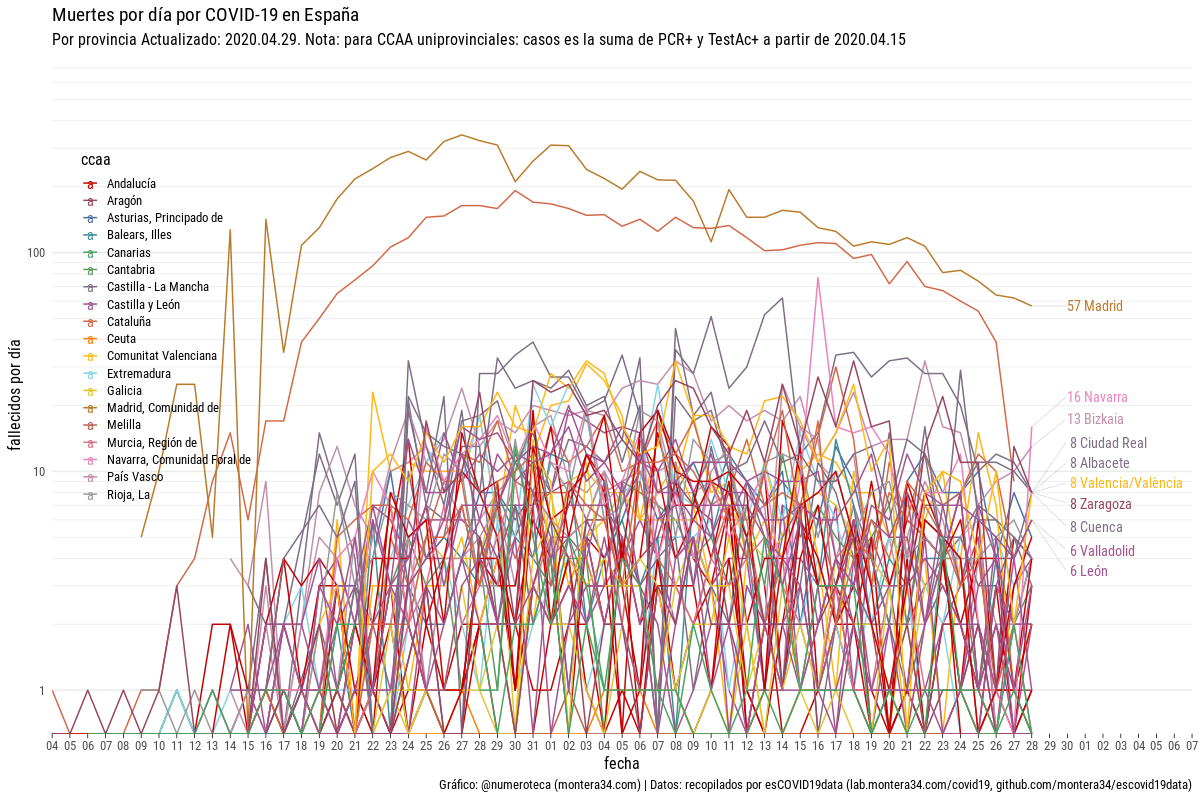 Muertes por día por COVID-19 en España
Por provincia Actualizado: 2020.04.29. Nota: para CCAA uniprovinciales: casos es la suma de PCR+ y TestAc+ a partir de 2020.04.15
fallecidos por día
100
10
1
ccaa
Andalucía
Aragón
Asturias, Principado de
Balears, Illes
Canarias
Cantabria
Castilla - La Mancha
Castilla y León
Cataluña
Ceuta
Comunitat Valenciana
Extremadura
Galicia
Madrid, Comunidad de
Melilla
Murcia, Región de
Navarra, Comunidad Foral de
País Vasco
Rioja, La
57 Madrid
16 Navarra
13 Bizkaia
8 Ciudad Real
8 Albacete
8 Valencia/València
8 Zaragoza
8 Cuenca
6 Valladolid
6 León
04 05 06 07 08 09 10 11 12 13 14 15 16 17 18 19 20 21 22 23 24 25 26 27 28 29 30 31 01 02 03 04 05 06 07 08 09 10 11 12 13 14 15 16 17 18 19 20 21 22 23 24 25 26 27 28 29 30 01 02 03 04 05 06 07
fecha
Gráfico: @numeroteca (montera34.com) | Datos: recopilados por esCOVID19data (lab.montera34.com/covid19, github.com/montera34/escovid19data)